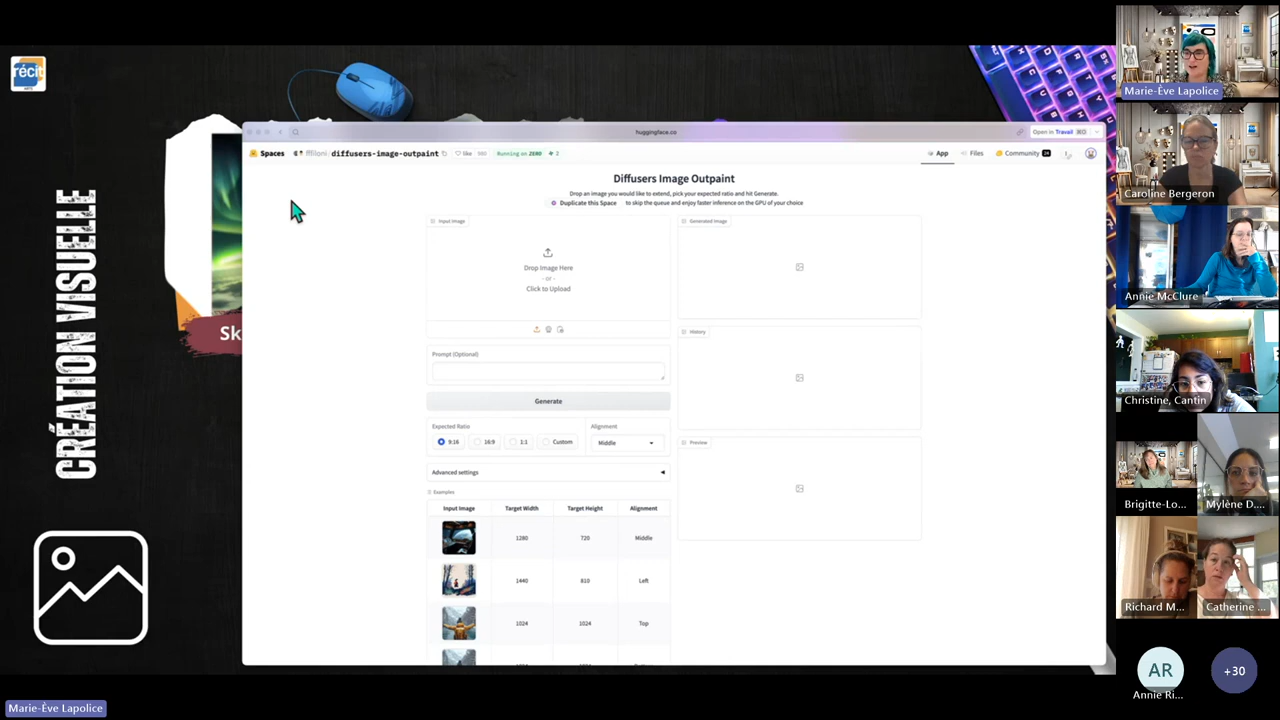 récit
CRÉATION VISUELLE
Sk
huggingface.co
Open in Travail
Spaces
fffiloni / diffusers-image-outpaint
like
Running on ZERO
App
Files
Community
Diffusers Image Outpaint
Drop an image you would like to extend, pick your expected ratio and hit Generate.
Duplicate this Space to skip the queue and enjoy faster inference on the GPU of your choice
Input Image
Drop Image Here
- or -
Click to Upload
Prompt (Optional)
Generate
Expected Ratio
9:16
16:9
1:1
Custom
Alignment
Middle
Advanced settings
Examples
Input Image Target Width Target Height Alignment
1280 720 Middle
1440 810 Left
1024 1024 Top
Generated Image
History
Preview
Marie-Ève Lapolice
Caroline Bergeron
Annie McClure
Christine, Cantin
Brigitte-Lo...
Mylène D....
Richard M...
Catherine ...
AR
Annie Ri...
+30
Marie-Ève Lapolice